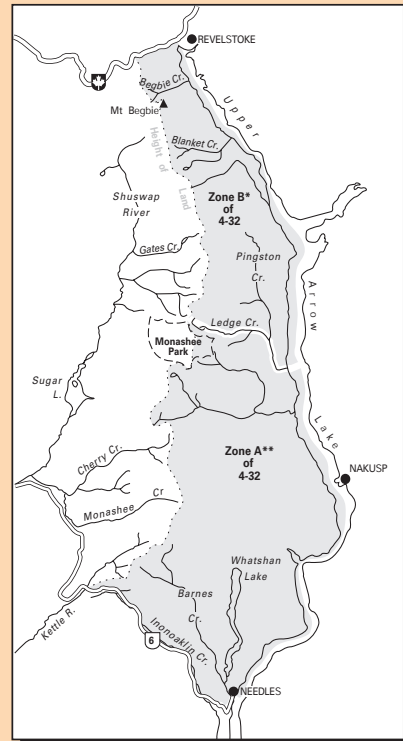 REVELSTOKE
Begbie Cr.
Mt Begbie
Upper
Blanket Cr.
Height of Land
Shuswap
River
Zone B*
of
4-32
Gates Cr.
Pingston
Cr.
Arrow
Ledge Cr.
Monashee
Park
Sugar
L.
Lake
Zone A**
of
4-32
Cherry Cr.
NAKUSP
Monashee Cr
Whatshan
Lake
Barnes
Cr.
Kettle R.
Inonoaklin Cr.
6
NEEDLES